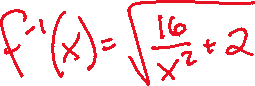 f⁻¹(x) = √(16/x² + 2)